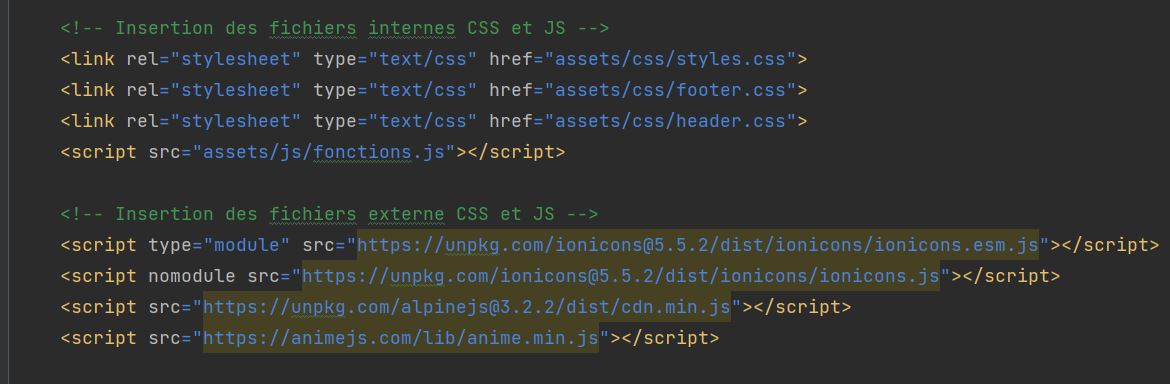 <!-- Insertion des fichiers internes CSS et JS -->
<link rel="stylesheet" type="text/css" href="assets/css/styles.css">
<link rel="stylesheet" type="text/css" href="assets/css/footer.css">
<link rel="stylesheet" type="text/css" href="assets/css/header.css">
<script src="assets/js/fonctions.js"></script>
<!-- Insertion des fichiers externe CSS et JS -->
<script type="module" src="https://unpkg.com/ionicons@5.5.2/dist/ionicons/ionicons.esm.js"></script>
<script nomodule src="https://unpkg.com/ionicons@5.5.2/dist/ionicons/ionicons.js"></script>
<script src="https://unpkg.com/alpinejs@3.2.2/dist/cdn.min.js"></script>
<script src="https://animejs.com/lib/anime.min.js"></script>